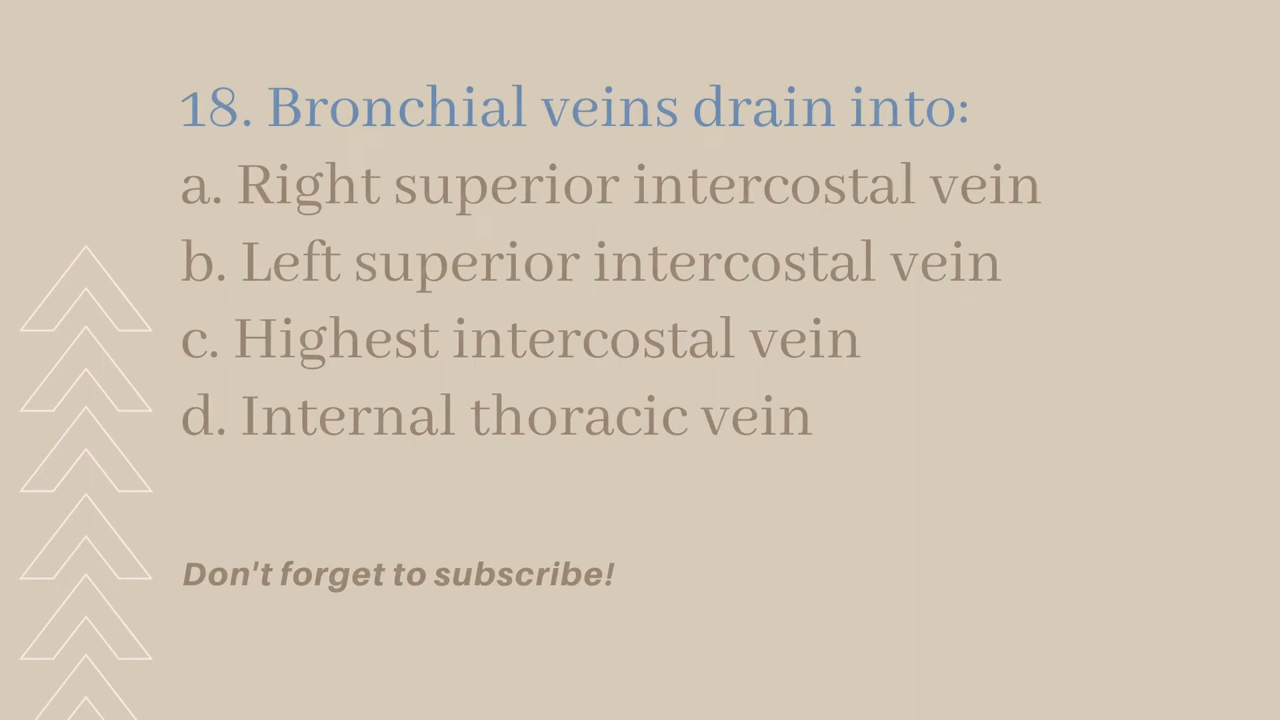 18. Bronchial veins drain into:
a. Right superior intercostal vein
b. Left superior intercostal vein
c. Highest intercostal vein
d. Internal thoracic vein
Don't forget to subscribe!